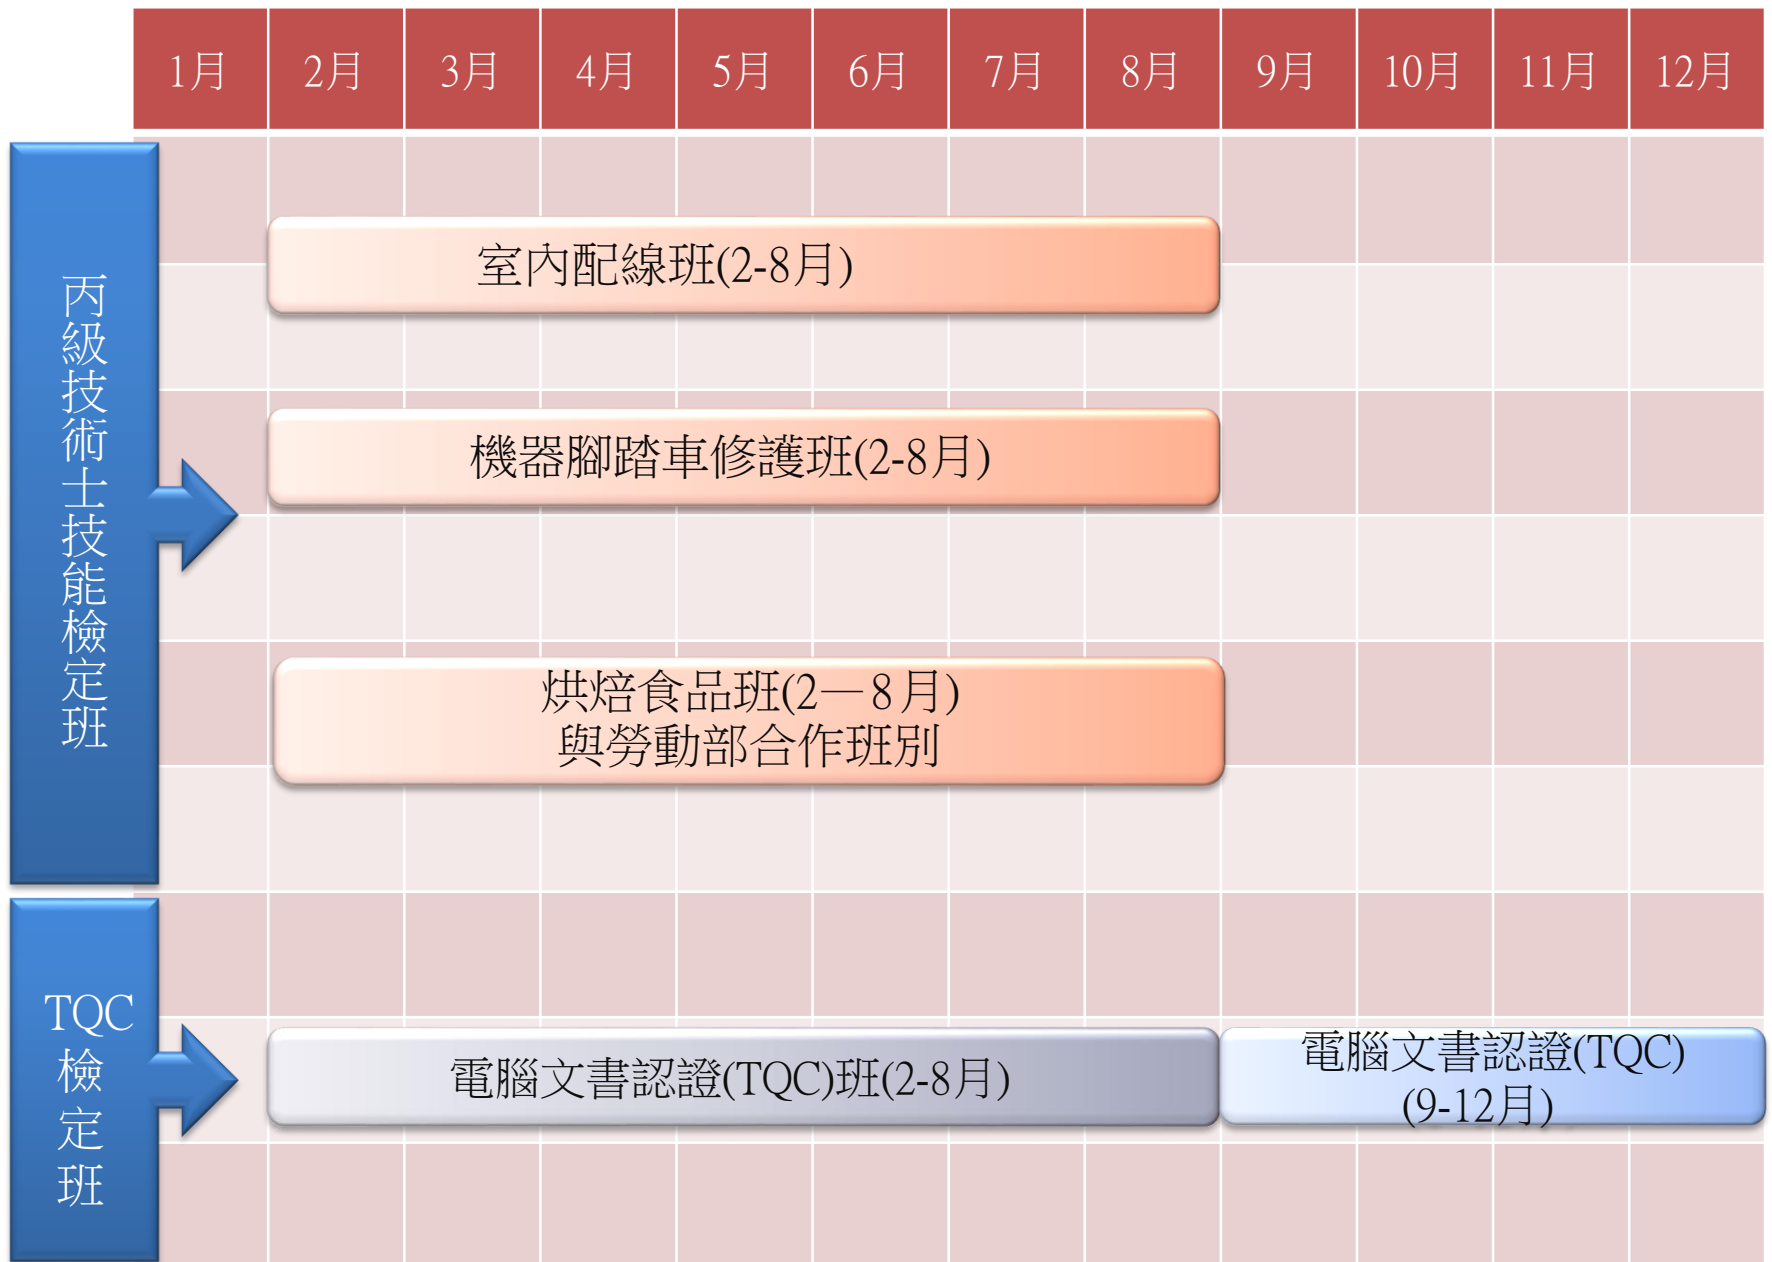 1月 2月 3月 4月 5月 6月 7月 8月 9月 10月 11月 12月
丙級技術士技能檢定班
室內配線班(2-8月)
機器腳踏車修護班(2-8月)
烘焙食品班(2－8月)
與勞動部合作班別
TQC
檢
定
班
電腦文書認證(TQC)班(2-8月)
電腦文書認證(TQC)
(9-12月)